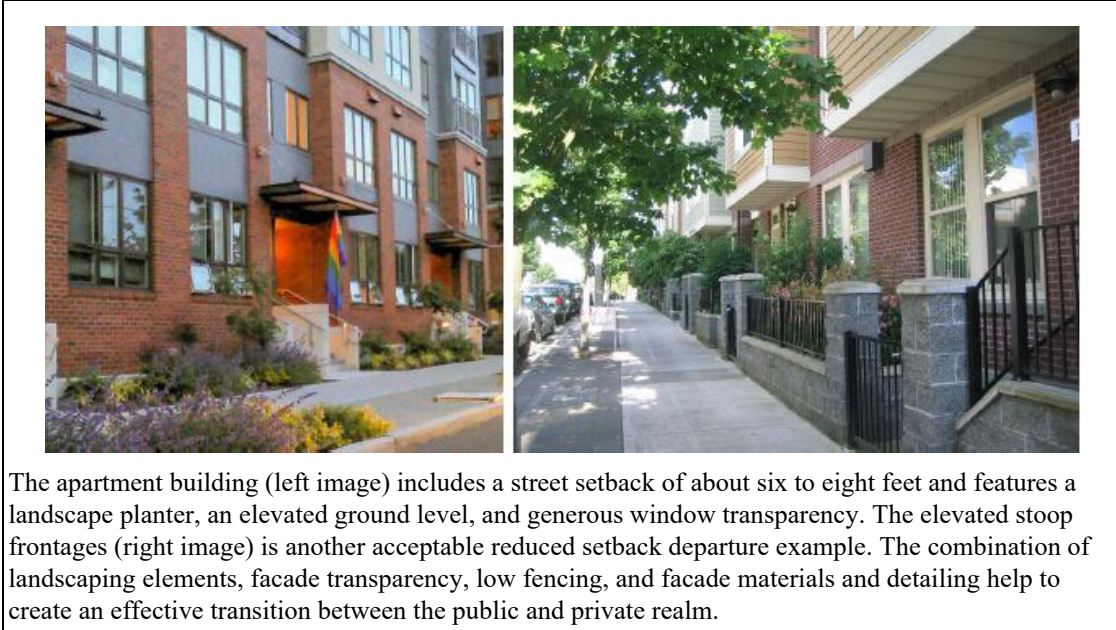 The apartment building (left image) includes a street setback of about six to eight feet and features a
landscape planter, an elevated ground level, and generous window transparency. The elevated stoop
frontages (right image) is another acceptable reduced setback departure example. The combination of
landscaping elements, facade transparency, low fencing, and facade materials and detailing help to
create an effective transition between the public and private realm.